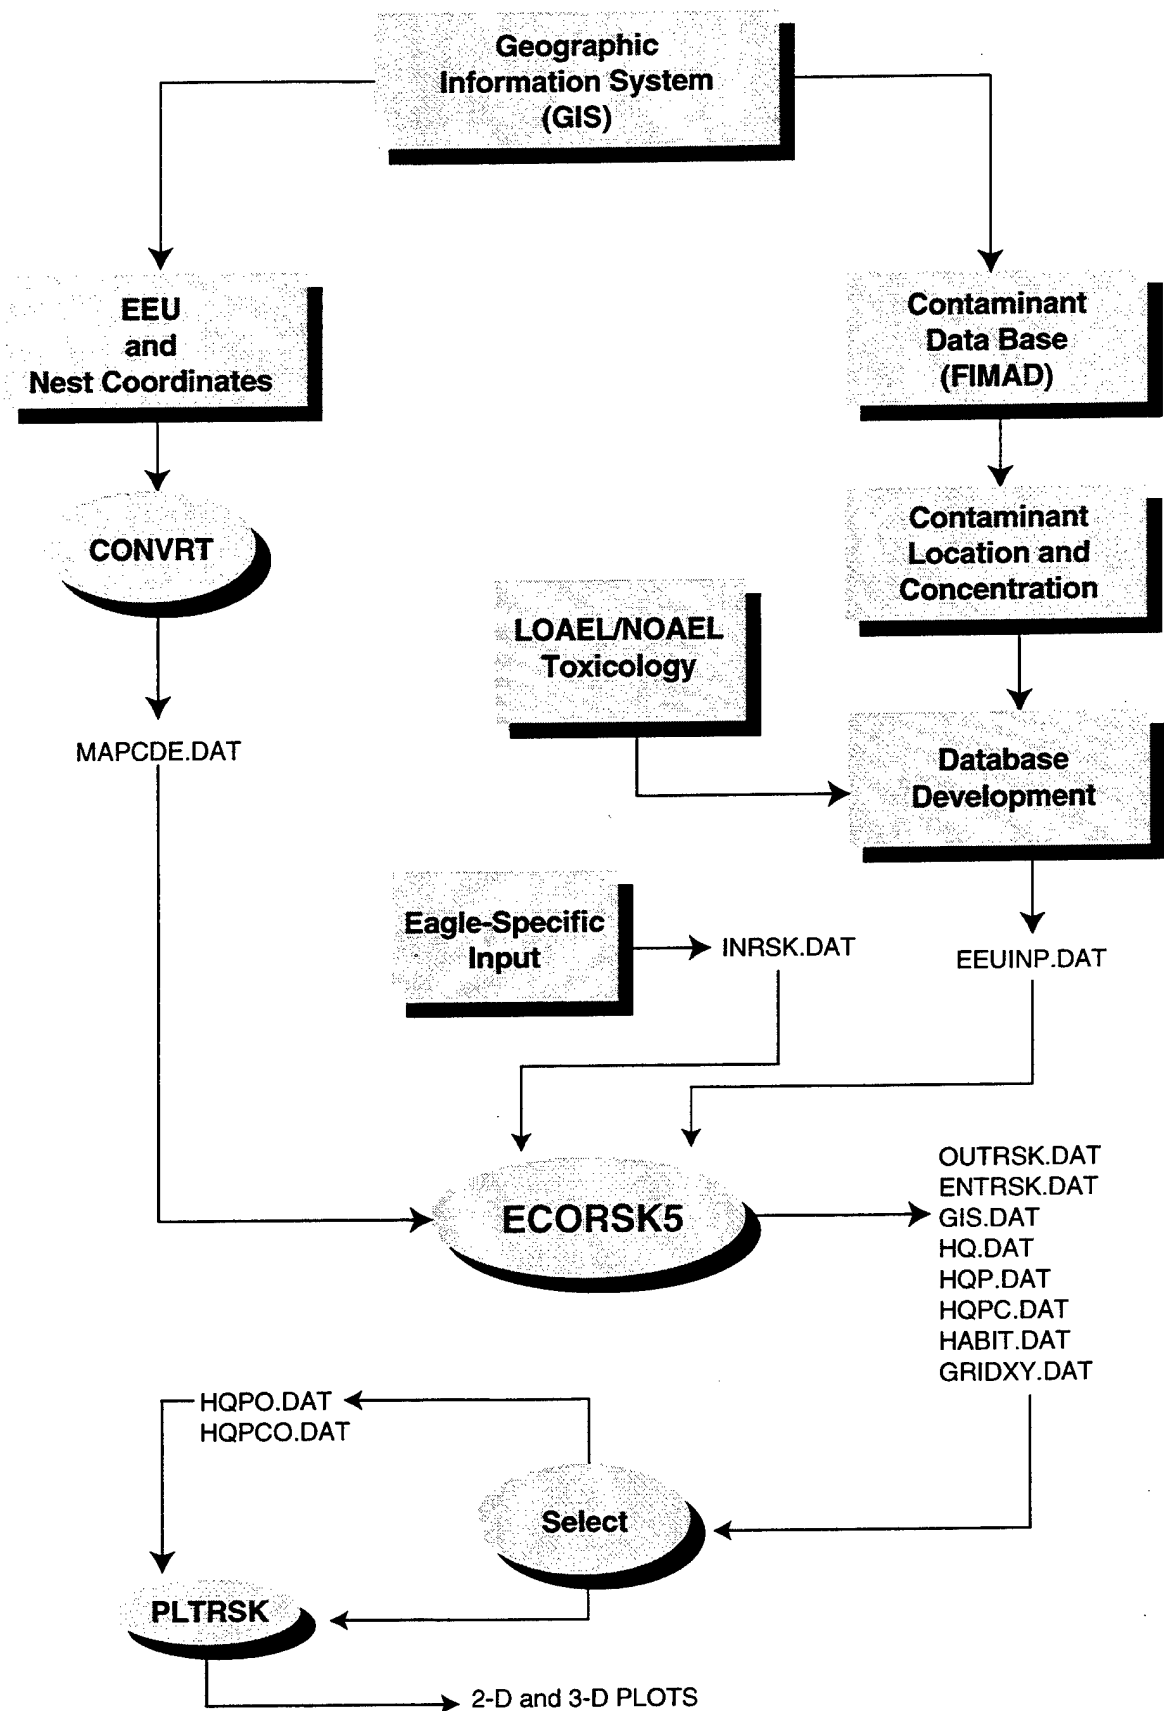 Geographic
Information System
(GIS)
EEU
and
Nest Coordinates
Contaminant
Data Base
(FIMAD)
CONVRT
Contaminant
Location and
Concentration
LOAEL/NOAEL
Toxicology
MAPCDE.DAT
Database
Development
Eagle-Specific
Input
INRSK.DAT
EEUINP.DAT
ECORSK5
OUTRSK.DAT
ENTRSK.DAT
GIS.DAT
HQ.DAT
HQP.DAT
HQPC.DAT
HABIT.DAT
GRIDXY.DAT
HQPO.DAT
HQPCO.DAT
Select
PLTRSK
2-D and 3-D PLOTS